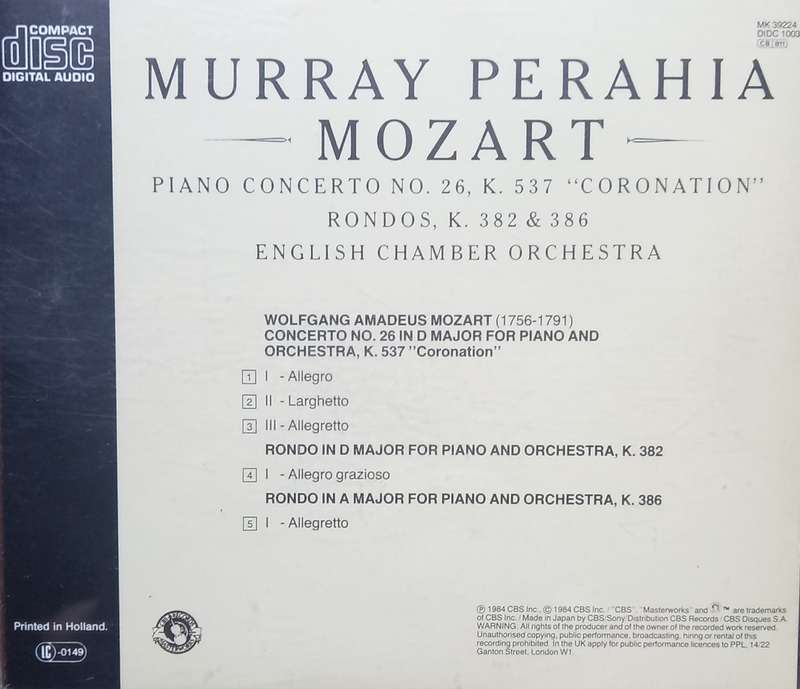 COMPACT
disc
DIGITAL AUDIO
MK 39224
DIDC 1003
CB 811
MURRAY PERAHIA
MOZART
PIANO CONCERTO NO. 26, K. 537 “CORONATION”
RONDOS, K. 382 & 386
ENGLISH CHAMBER ORCHESTRA
WOLFGANG AMADEUS MOZART (1756-1791)
CONCERTO NO. 26 IN D MAJOR FOR PIANO AND
ORCHESTRA, K. 537 "Coronation"
1 I - Allegro
2 II - Larghetto
3 III - Allegretto
RONDO IN D MAJOR FOR PIANO AND ORCHESTRA, K. 382
4 I - Allegro grazioso
RONDO IN A MAJOR FOR PIANO AND ORCHESTRA, K. 386
5 I - Allegretto
Printed in Holland.
LC -0149
CBS RECORDS
MASTERWORKS
℗ 1984 CBS Inc., © 1984 CBS Inc. / "CBS", "Masterworks" and ™ are trademarks
of CBS Inc. / Made in Japan by CBS/Sony/Distribution CBS Records / CBS Disques S.A.
WARNING. All rights of the producer and of the owner of the recorded work reserved.
Unauthorised copying, public performance, broadcasting, hiring or rental of this
recording prohibited. In the UK apply for public performance licences to PPL, 14/22
Ganton Street, London W1.